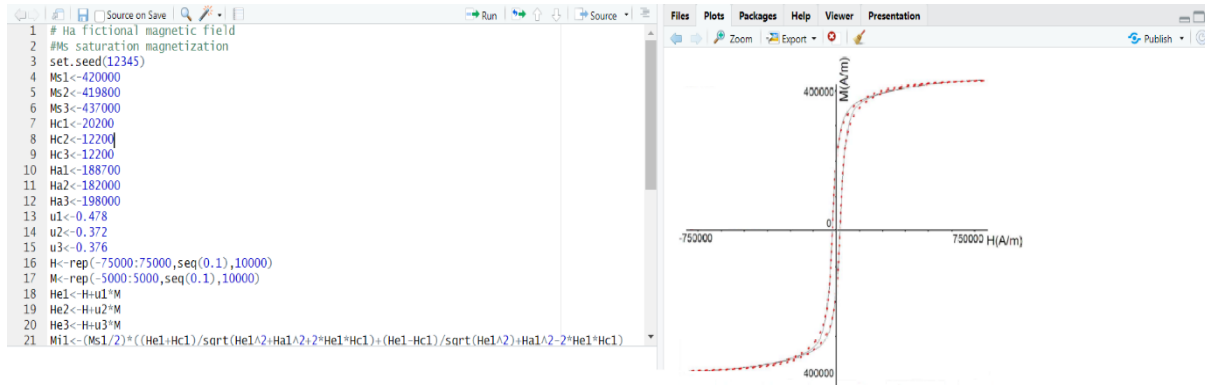 Source on Save
Run
Source
1 # Ha fictional magnetic field
2 #Ms saturation magnetization
3 set.seed(12345)
4 Ms1<-420000
5 Ms2<-419800
6 Ms3<-437000
7 Hc1<-20200
8 Hc2<-12200
9 Hc3<-12200
10 Ha1<-188700
11 Ha2<-182000
12 Ha3<-198000
13 u1<-0.478
14 u2<-0.372
15 u3<-0.376
16 H<-rep(-75000:75000,seq(0.1),10000)
17 M<-rep(-5000:5000,seq(0.1),10000)
18 He1<-H+u1*M
19 He2<-H+u2*M
20 He3<-H+u3*M
21 Mi1<-(Ms1/2)*((He1+Hc1)/sqrt(He1^2+Ha1^2+2*He1*Hc1)+(He1-Hc1)/sqrt(He1^2)+Ha1^2-2*He1*Hc1)
Files Plots Packages Help Viewer Presentation
Zoom Export Publish
M(A/m)
400000
0
-750000
750000 H(A/m)
400000